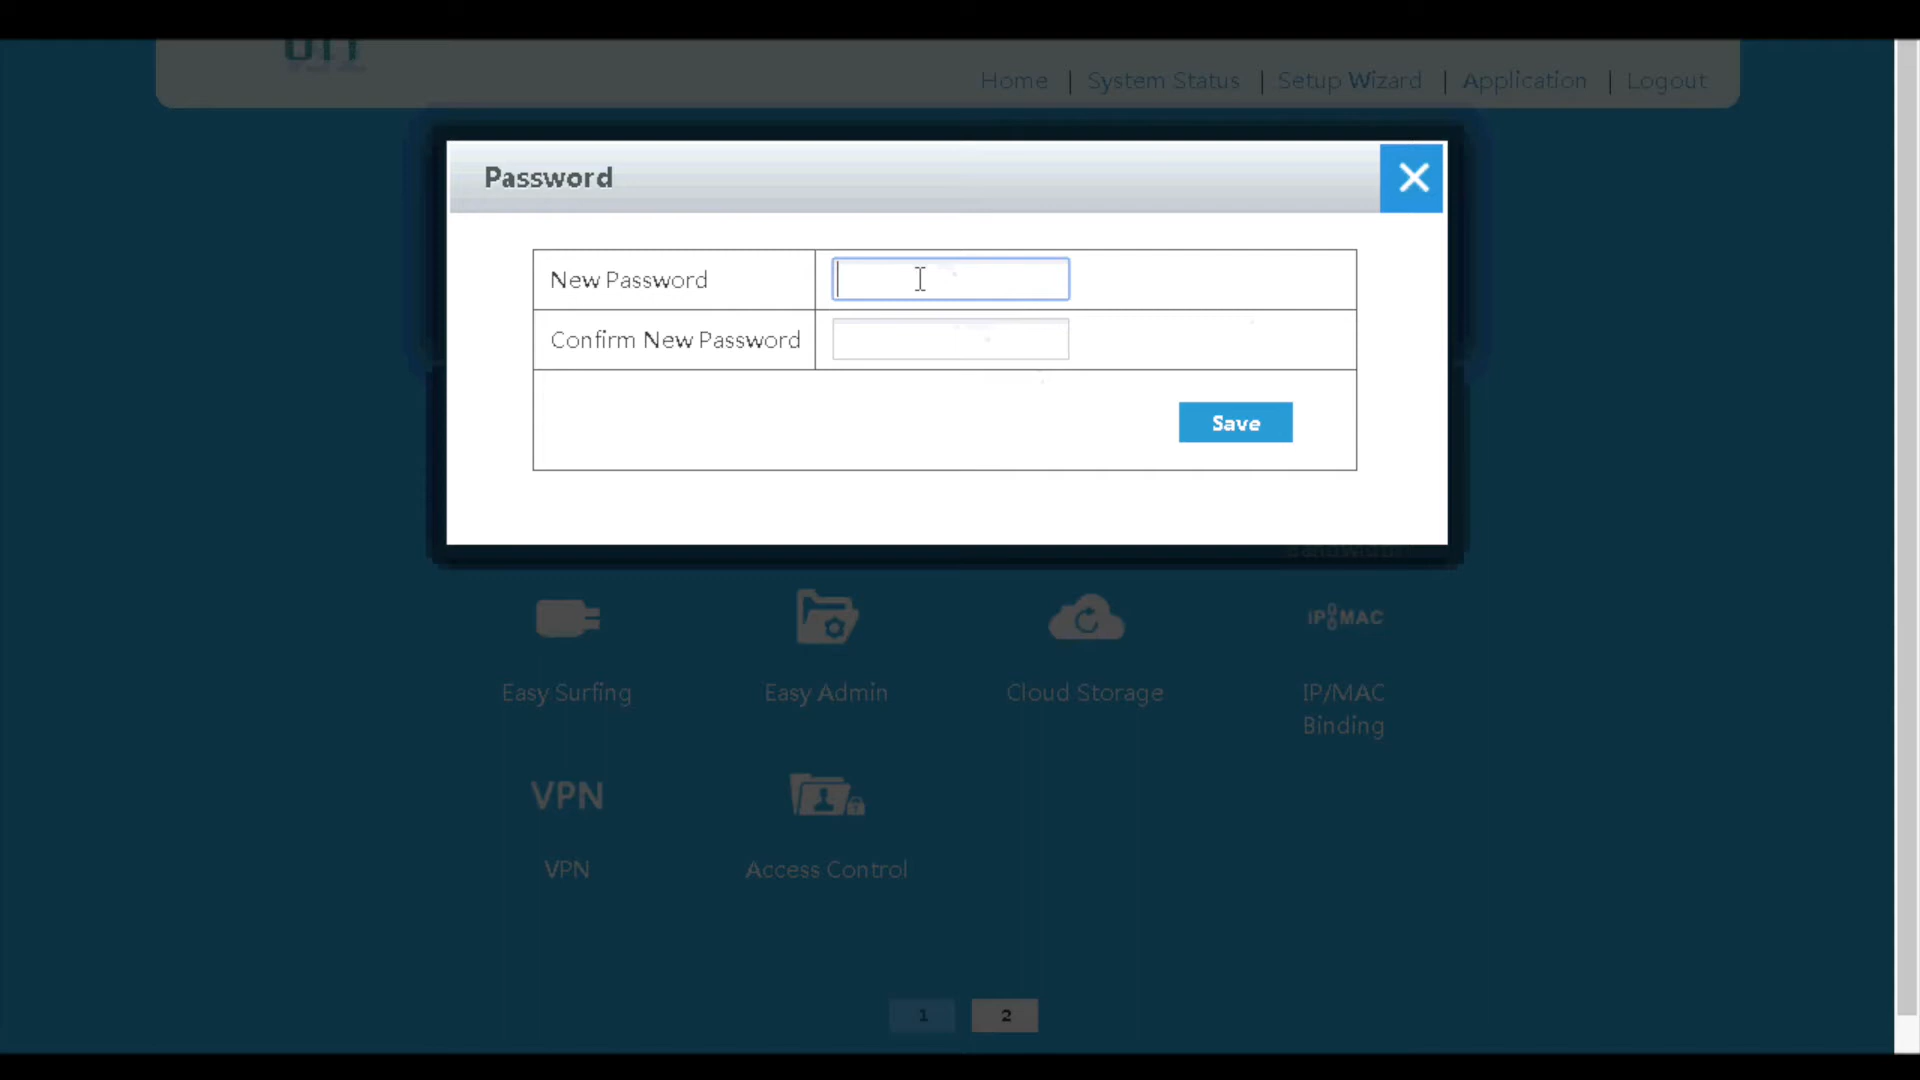 Home | System Status | Setup Wizard | Application | Logout
Password
New Password
Confirm New Password
Save
IP MAC
Easy Surfing
Easy Admin
Cloud Storage
IP/MAC
Binding
VPN
VPN
Access Control
1
2